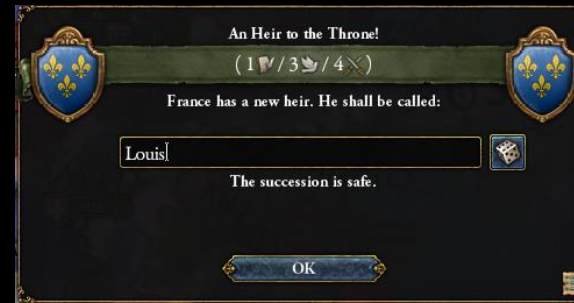 An Heir to the Throne!
(1/3/4)
France has a new heir. He shall be called:
Louis
The succession is safe.
OK